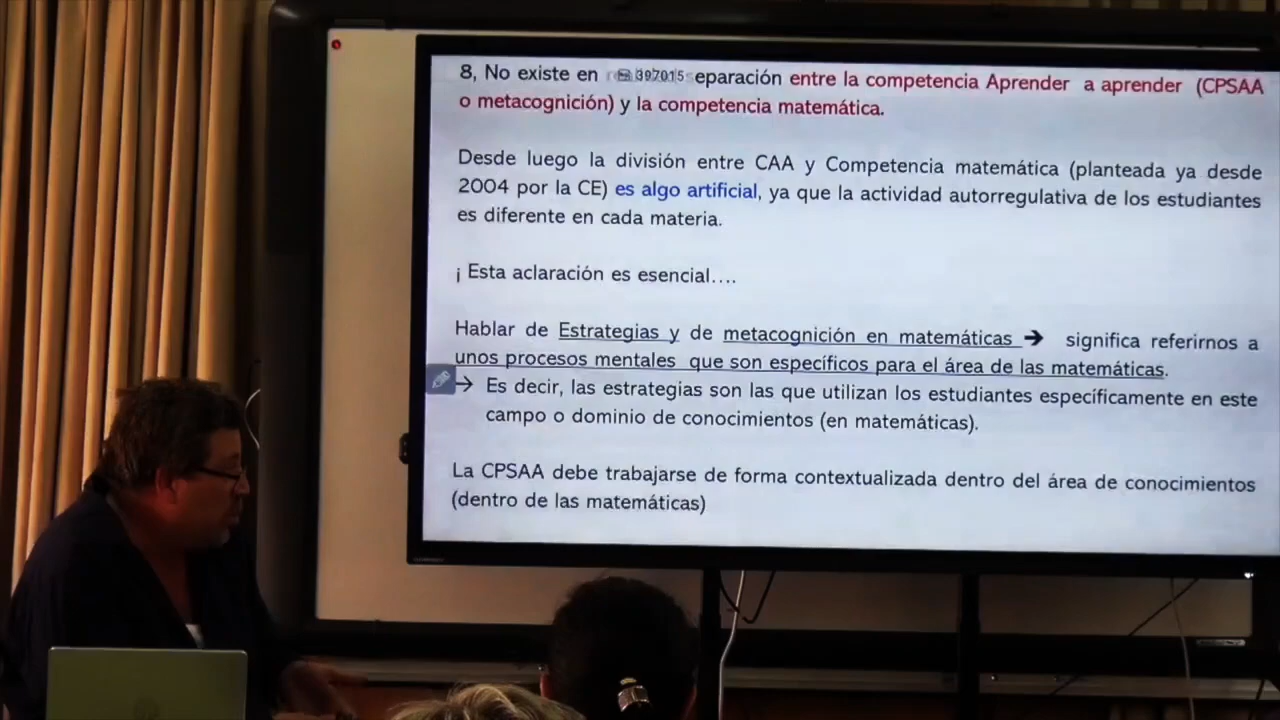 8, No existe en 397015 eparación entre la competencia Aprender a aprender (CPSAA
o metacognición) y la competencia matemática.
Desde luego la división entre CAA y Competencia matemática (planteada ya desde
2004 por la CE) es algo artificial, ya que la actividad autorregulativa de los estudiantes
es diferente en cada materia.
¡ Esta aclaración es esencial....
Hablar de Estrategias y de metacognición en matemáticas → significa referirnos a
unos procesos mentales que son específicos para el área de las matemáticas.
→ Es decir, las estrategias son las que utilizan los estudiantes específicamente en este
campo o dominio de conocimientos (en matemáticas).
La CPSAA debe trabajarse de forma contextualizada dentro del área de conocimientos
(dentro de las matemáticas)